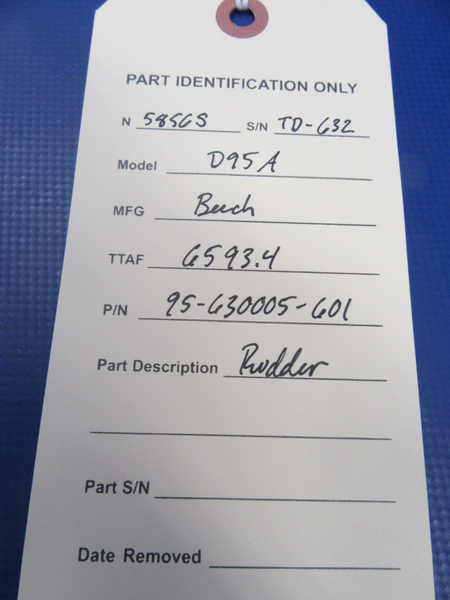 PART IDENTIFICATION ONLY
N 5856S S/N TD-632
Model D95A
MFG Beech
TTAF 6593.4
P/N 95-630005-601
Part Description Rudder
Part S/N
Date Removed